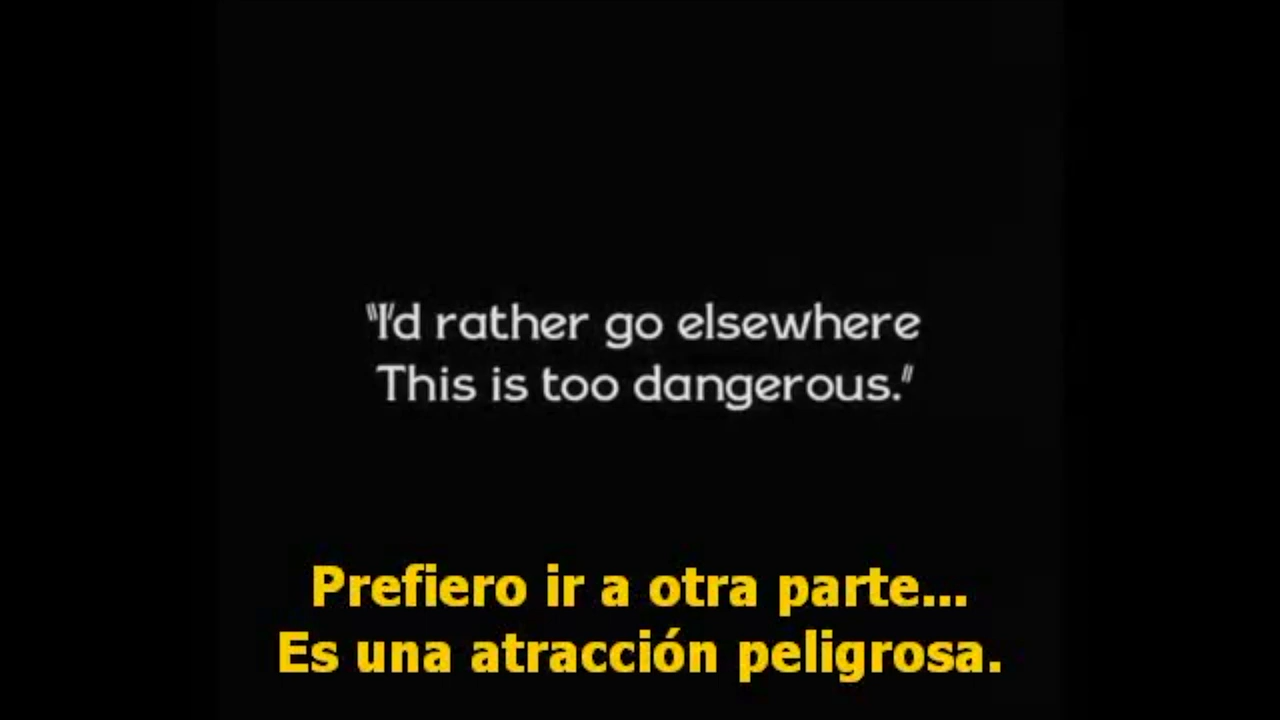 "I'd rather go elsewhere
This is too dangerous."
Prefiero ir a otra parte...
Es una atracción peligrosa.